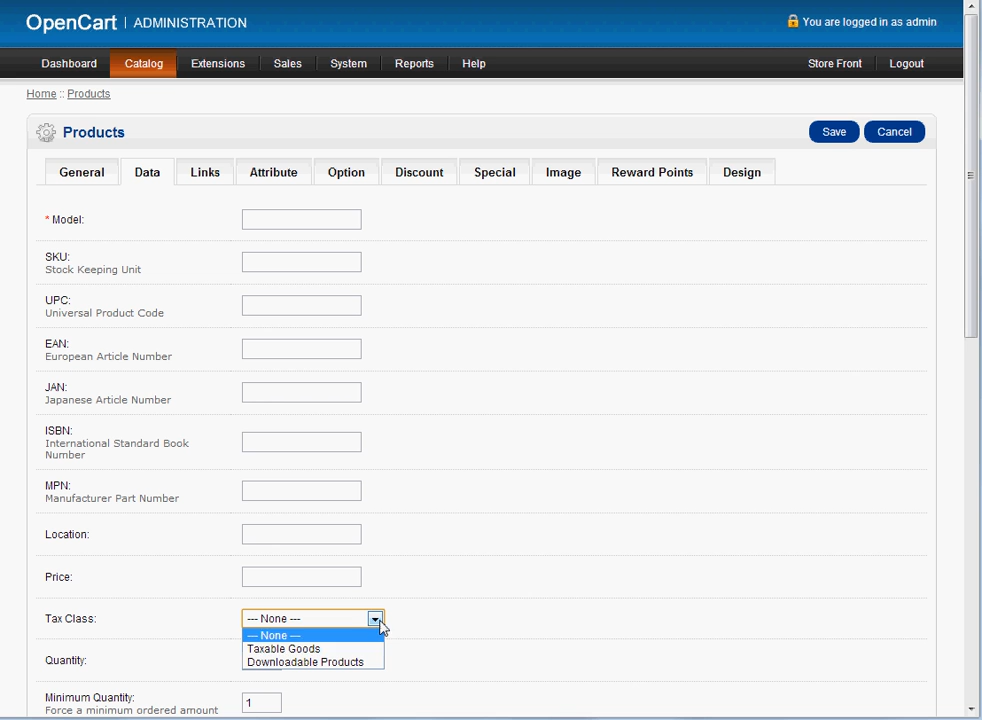 OpenCart | ADMINISTRATION
You are logged in as admin
Dashboard Catalog Extensions Sales System Reports Help Store Front Logout
Home :: Products
Products
Save Cancel
General Data Links Attribute Option Discount Special Image Reward Points Design
* Model:
SKU:
Stock Keeping Unit
UPC:
Universal Product Code
EAN:
European Article Number
JAN:
Japanese Article Number
ISBN:
International Standard Book
Number
MPN:
Manufacturer Part Number
Location:
Price:
Tax Class: --- None ---
--- None ---
Taxable Goods
Downloadable Products
Quantity:
Minimum Quantity:
Force a minimum ordered amount
1